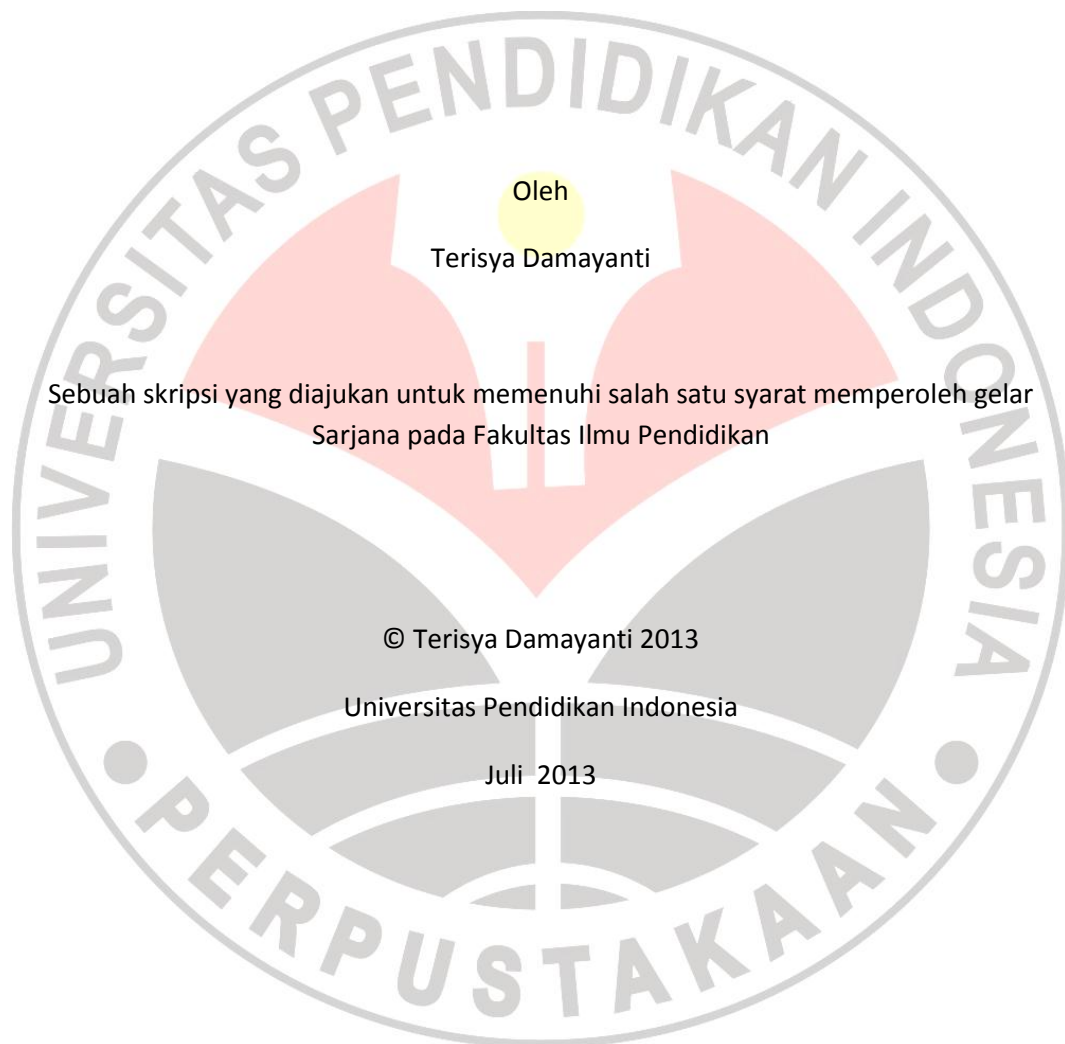 UNIVERSITAS PENDIDIKAN INDONESIA
Oleh
Terisya Damayanti
Sebuah skripsi yang diajukan untuk memenuhi salah satu syarat memperoleh gelar
Sarjana pada Fakultas Ilmu Pendidikan
© Terisya Damayanti 2013
Universitas Pendidikan Indonesia
Juli 2013
PERPUSTAKAAN